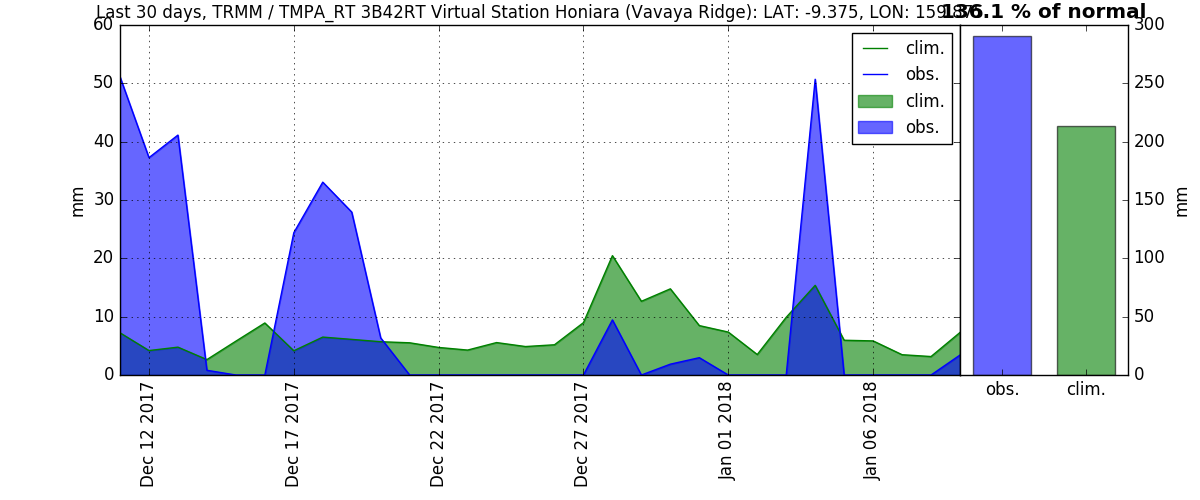 Last 30 days, TRMM / TMPA_RT 3B42RT Virtual Station Honiara (Vavaya Ridge): LAT: -9.375, LON:
136.1 % of normal
60
50
40
30
20
10
0
mm
clim.
obs.
clim.
obs.
300
250
200
150
100
50
0
mm
Dec 12 2017
Dec 17 2017
Dec 22 2017
Dec 27 2017
Jan 01 2018
Jan 06 2018
obs.
clim.